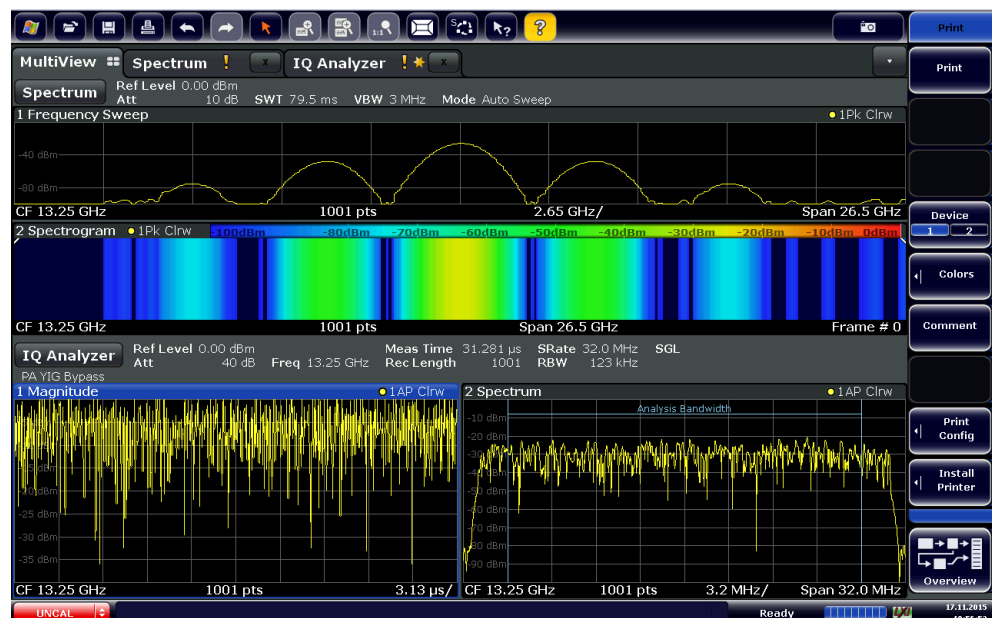 1:1
S
?
?
Print
MultiView Spectrum ! x IQ Analyzer ! x
Print
Spectrum
Ref Level 0.00 dBm
Att 10 dB SWT 79.5 ms VBW 3 MHz Mode Auto Sweep
1 Frequency Sweep 1Pk Clrw
-40 dBm
-80 dBm
CF 13.25 GHz 1001 pts 2.65 GHz/ Span 26.5 GHz
Device
1 2
2 Spectrogram 1Pk Clrw -100dBm -80dBm -70dBm -60dBm -50dBm -40dBm -30dBm -20dBm -10dBm 0dBm
Colors
CF 13.25 GHz 1001 pts Span 26.5 GHz Frame # 0
Comment
IQ Analyzer
Ref Level 0.00 dBm Meas Time 31.281 µs SRate 32.0 MHz SGL
Att 40 dB Freq 13.25 GHz Rec Length 1001 RBW 123 kHz
PA YIG Bypass
1 Magnitude 1AP Clrw
2 Spectrum 1AP Clrw
Analysis Bandwidth
-10 dBm
-20 dBm
Print
Config
Install
Printer
-25 dBm
-30 dBm
-35 dBm
-90 dBm
CF 13.25 GHz 1001 pts 3.13 µs/
CF 13.25 GHz 1001 pts 3.2 MHz/ Span 32.0 MHz
Overview
UNCAL
Ready
17.11.2015